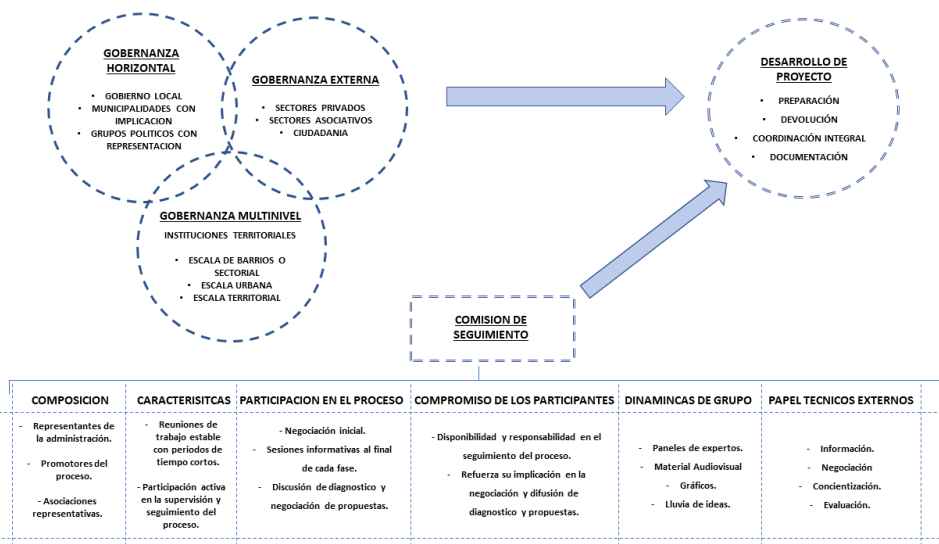 GOBERNANZA
HORIZONTAL
• GOBIERNO LOCAL
• MUNICIPALIDADES CON
IMPLICACION
• GRUPOS POLITICOS CON
REPRESENTACION
GOBERNANZA EXTERNA
• SECTORES PRIVADOS
• SECTORES ASOCIATIVOS
• CIUDADANIA
GOBERNANZA MULTINIVEL
INSTITUCIONES TERRITORIALES
• ESCALA DE BARRIOS O
SECTORIAL
• ESCALA URBANA
• ESCALA TERRITORIAL
DESARROLLO DE
PROYECTO
• PREPARACIÓN
• DEVOLUCIÓN
• COORDINACIÓN INTEGRAL
• DOCUMENTACIÓN
COMISION DE
SEGUIMIENTO
COMPOSICION
- Representantes de
la administración.
- Promotores del
proceso.
- Asociaciones
representativas.
CARACTERISITCAS
- Reuniones de
trabajo estable
con periodos de
tiempo cortos.
- Participación activa
en la supervisión y
seguimiento del
proceso.
PARTICIPACION EN EL PROCESO
- Negociación inicial.
- Sesiones informativas al final
de cada fase.
- Discusión de diagnostico y
negociación de propuestas.
COMPROMISO DE LOS PARTICIPANTES
- Disponibilidad y responsabilidad en el
seguimiento del proceso.
- Refuerza su implicación en la
negociación y difusión de
diagnostico y propuestas.
DINAMINCAS DE GRUPO
- Paneles de expertos.
- Material Audiovisual
- Gráficos.
- Lluvia de ideas.
PAPEL TECNICOS EXTERNOS
- Información.
- Negociación
- Concientización.
- Evaluación.